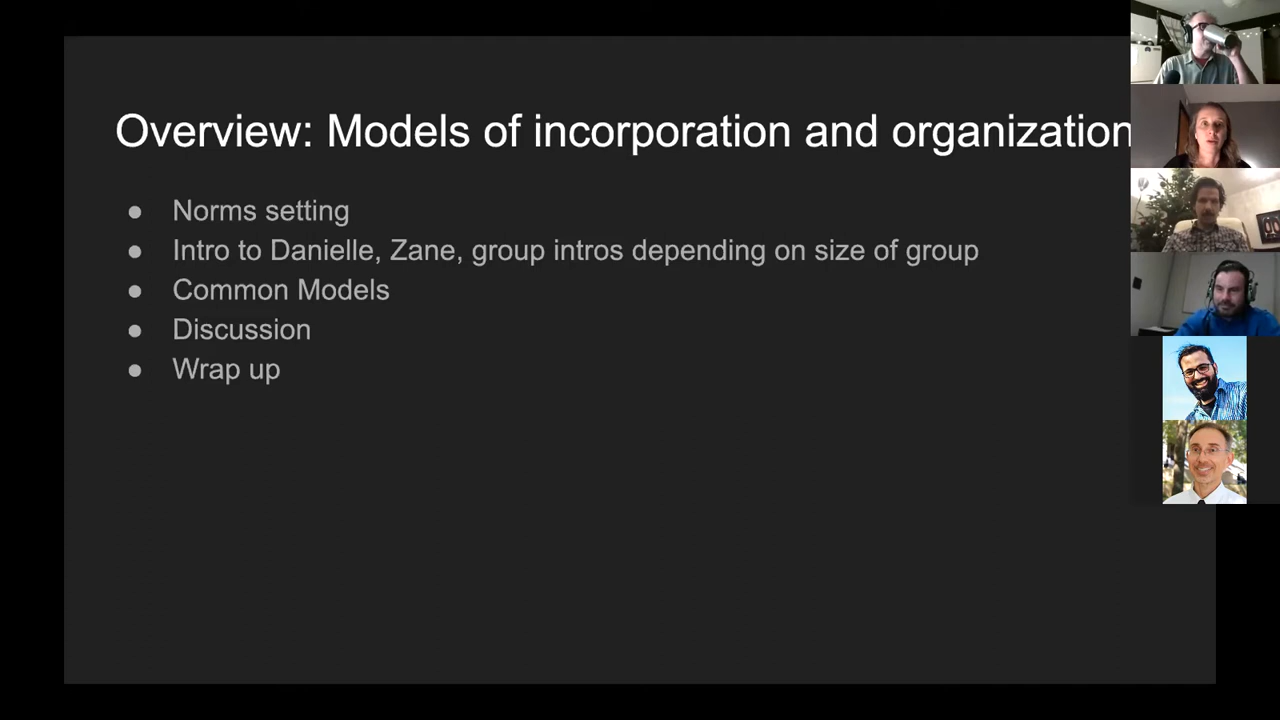 Overview: Models of incorporation and organization
● Norms setting
● Intro to Danielle, Zane, group intros depending on size of group
● Common Models
● Discussion
● Wrap up